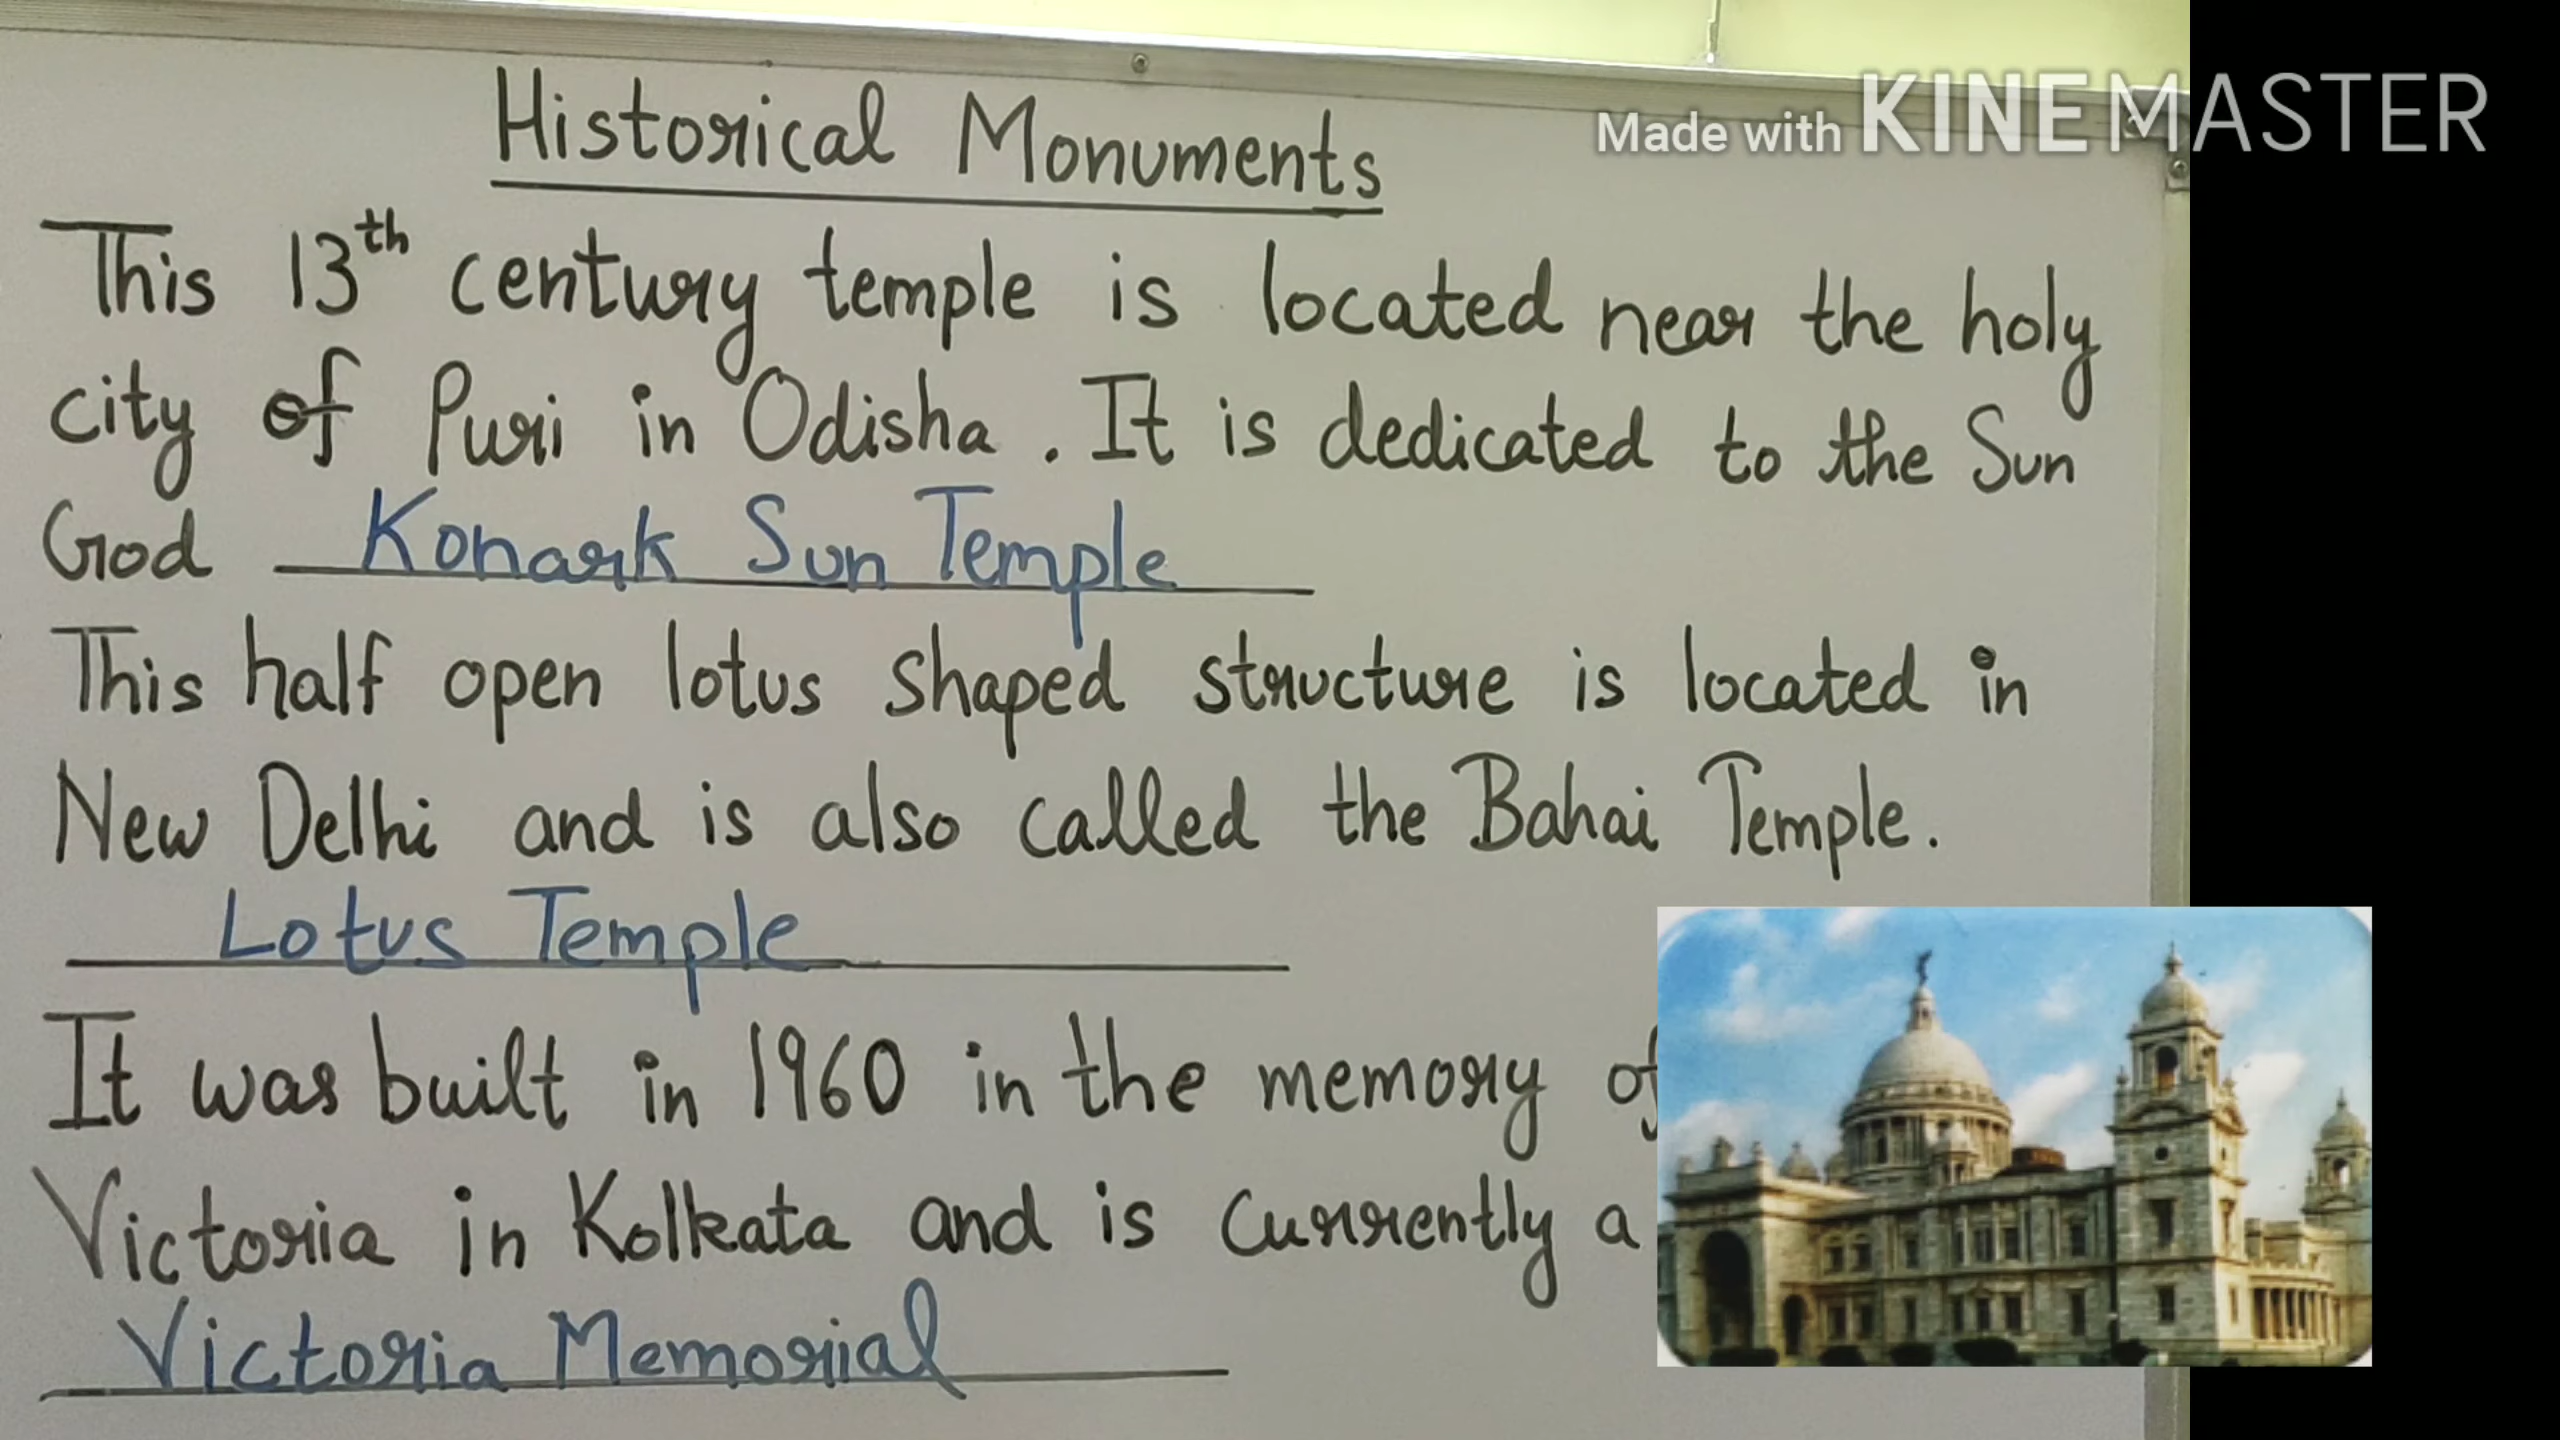 Made with KINEMASTER
Historical Monuments
This 13th century temple is located near the holy
city of Puri in Odisha. It is dedicated to the Sun
God Konark Sun Temple
This half open lotus shaped structure is located in
New Delhi and is also called the Bahai Temple.
Lotus Temple
It was built in 1960 in the memory of
Victoria in Kolkata and is currently a
Victoria Memorial